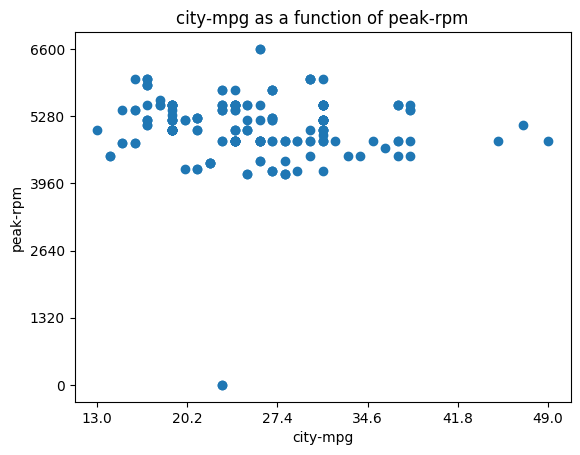 city-mpg as a function of peak-rpm
6600
5280
3960
2640
1320
0
peak-rpm
13.0 20.2 27.4 34.6 41.8 49.0
city-mpg